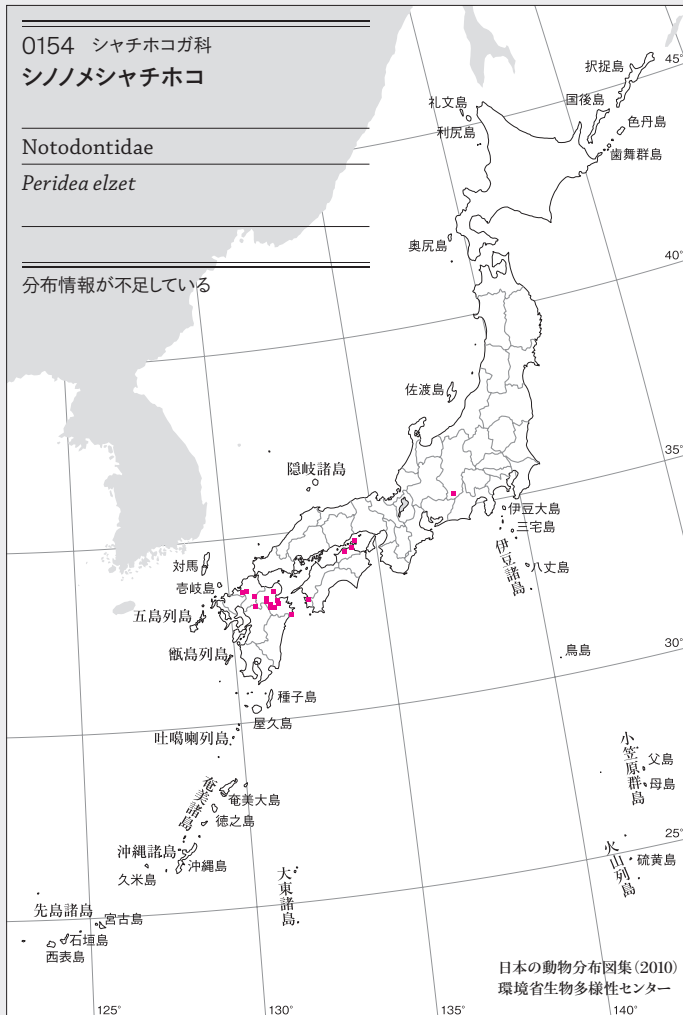 0154 シャチホコガ科
シノノメシャチホコ
Notodontidae
Peridea elzet
分布情報が不足している
択捉島
45°
礼文島
国後島
色丹島
利尻島
歯舞群島
奥尻島
40°
佐渡島
35°
隠岐諸島
伊豆大島
三宅島
対馬
伊豆諸島
八丈島
壱岐島
五島列島
鳥島
30°
甑島列島
種子島
屋久島
吐噶喇列島
小笠原群島
父島
母島
奄美諸島
奄美大島
徳之島
25°
沖縄諸島
沖縄島
火山列島
硫黄島
久米島
大東諸島
先島諸島
宮古島
石垣島
西表島
日本の動物分布図集(2010)
環境省生物多様性センター
125°
130°
135°
140°